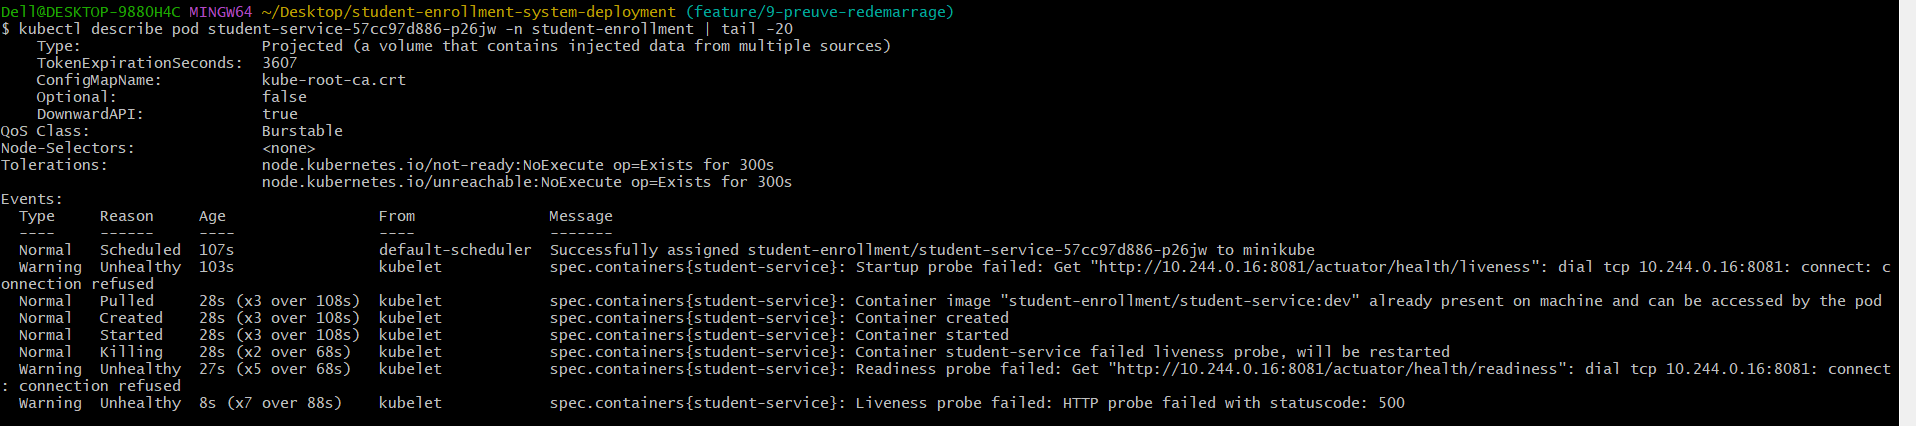 Dell@DESKTOP-988OH4C MINGW64 ~/Desktop/student-enrollment-system-deployment (feature/9-preuve-redemarrage)
$ kubectl describe pod student-service-57cc97d886-p26jw -n student-enrollment | tail -20
    Type:                    Projected (a volume that contains injected data from multiple sources)
    TokenExpirationSeconds:  3607
    ConfigMapName:           kube-root-ca.crt
    Optional:                false
    DownwardAPI:             true
QoS Class:                   Burstable
Node-Selectors:              <none>
Tolerations:                 node.kubernetes.io/not-ready:NoExecute op=Exists for 300s
                             node.kubernetes.io/unreachable:NoExecute op=Exists for 300s
Events:
  Type     Reason     Age                 From               Message
  ----     ------     ----                ----               -------
  Normal   Scheduled  107s                default-scheduler  Successfully assigned student-enrollment/student-service-57cc97d886-p26jw to minikube
  Warning  Unhealthy  103s                kubelet            spec.containers{student-service}: Startup probe failed: Get "http://10.244.0.16:8081/actuator/health/liveness": dial tcp 10.244.0.16:8081: connect: c
onnection refused
  Normal   Pulled     28s (x3 over 108s)  kubelet            spec.containers{student-service}: Container image "student-enrollment/student-service:dev" already present on machine and can be accessed by the pod
  Normal   Created    28s (x3 over 108s)  kubelet            spec.containers{student-service}: Container created
  Normal   Started    28s (x3 over 108s)  kubelet            spec.containers{student-service}: Container started
  Normal   Killing    28s (x2 over 68s)   kubelet            spec.containers{student-service}: Container student-service failed liveness probe, will be restarted
  Warning  Unhealthy  27s (x5 over 68s)   kubelet            spec.containers{student-service}: Readiness probe failed: Get "http://10.244.0.16:8081/actuator/health/readiness": dial tcp 10.244.0.16:8081: connect
: connection refused
  Warning  Unhealthy  8s (x7 over 88s)    kubelet            spec.containers{student-service}: Liveness probe failed: HTTP probe failed with statuscode: 500